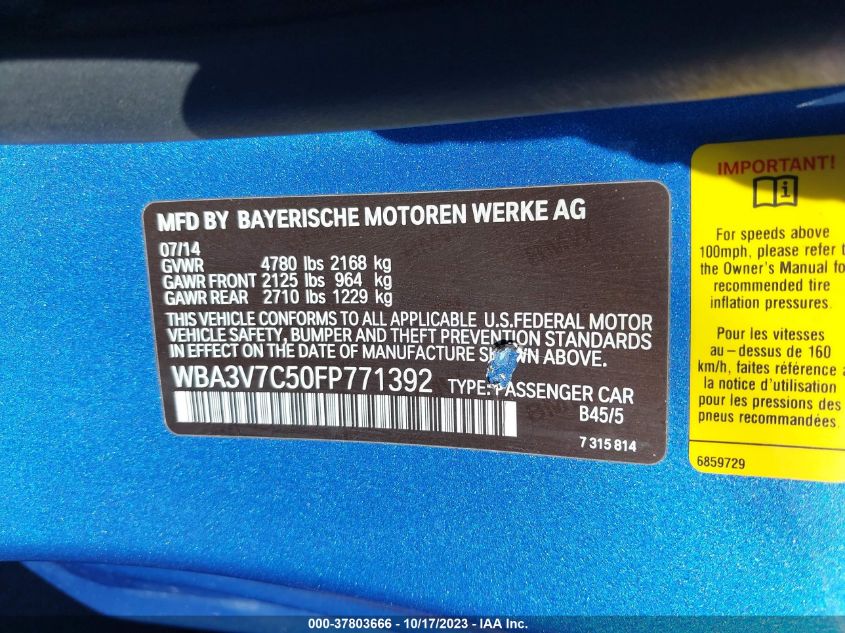 MFD BY BAYERISCHE MOTOREN WERKE AG
07/14
GVWR 4780 lbs 2168 kg
GAWR FRONT 2125 lbs 964 kg
GAWR REAR 2710 lbs 1229 kg
THIS VEHICLE CONFORMS TO ALL APPLICABLE U.S.FEDERAL MOTOR
VEHICLE SAFETY, BUMPER AND THEFT PREVENTION STANDARDS
IN EFFECT ON THE DATE OF MANUFACTURE SHOWN ABOVE.
WBA3V7C50FP771392 TYPE: PASSENGER CAR
B45/5
7 315 814
IMPORTANT!
i
For speeds above
100mph, please refer t
the Owner's Manual fo
recommended tire
inflation pressures.
Pour les vitesses
au-dessus de 160
km/h, faites référence
la notice d'utilisation
pour les pressions des
pneus recommandées.
6859729
000-37803666 - 10/17/2023 - IAA Inc.